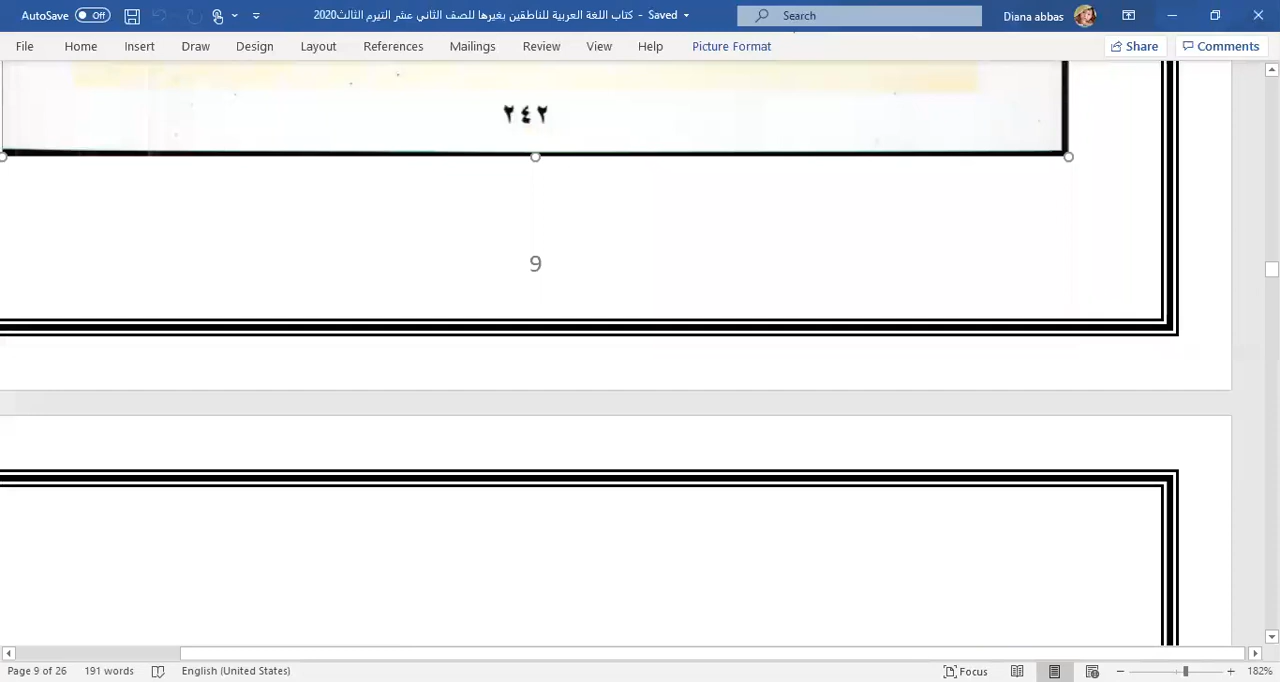 AutoSave Off كتاب اللغة العربية للناطقين بغيرها للصف الثاني عشر التيرم الثالث2020 - Saved Search Diana abbas
File Home Insert Draw Design Layout References Mailings Review View Help Picture Format Share Comments
٢٤٢
9
Page 9 of 26 191 words English (United States) Focus 182%